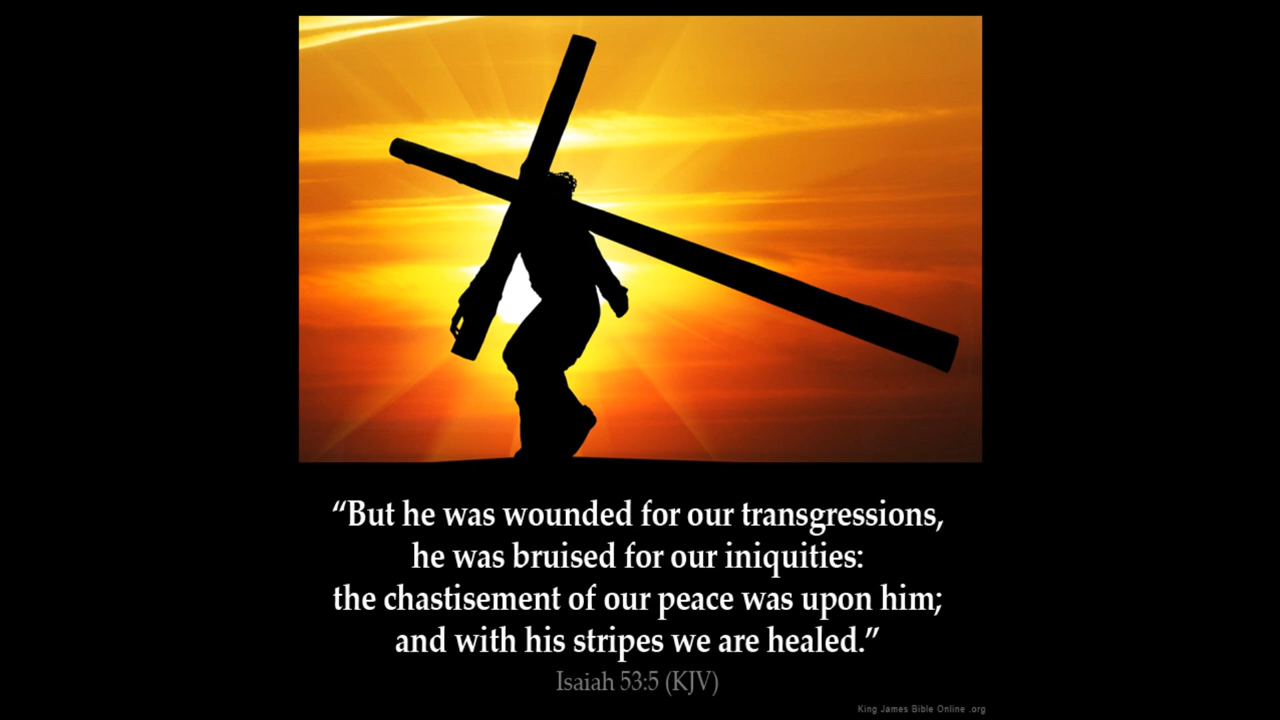 “But he was wounded for our transgressions,
he was bruised for our iniquities:
the chastisement of our peace was upon him;
and with his stripes we are healed.”
Isaiah 53:5 (KJV)
King James Bible Online .org